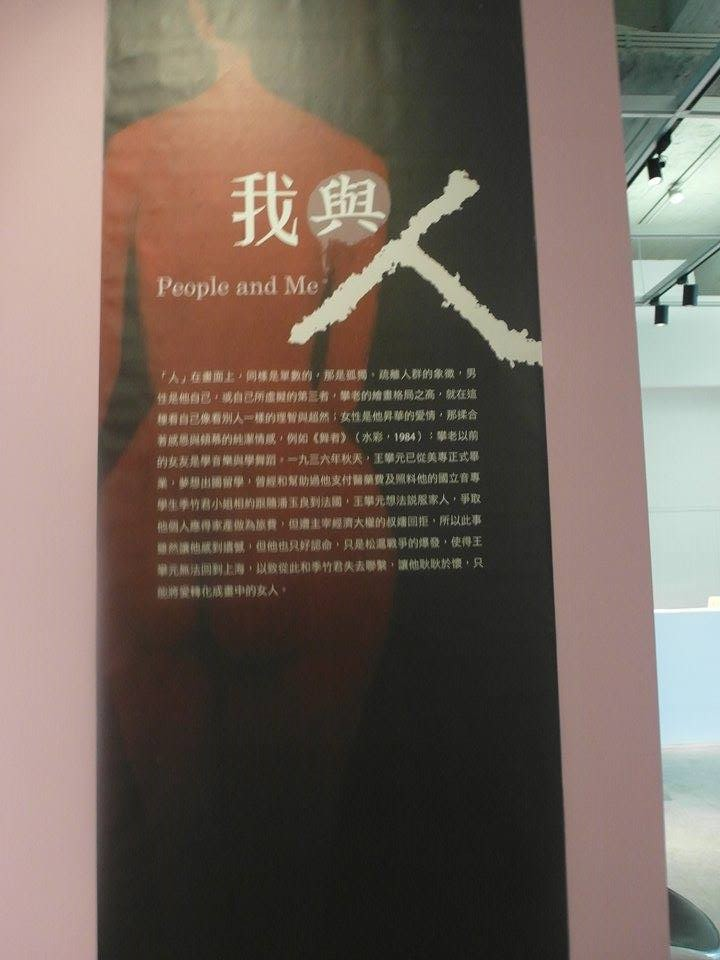 我與人
People and Me
「人」在畫面上，同樣是單數的，那是孤獨，疏離人群的象徵，男
性是他自己，或自己所虛擬的第三者，攀老的繪畫格局之高，就在這
種看自己像看別人一樣的理智與超然；女性是他昇華的愛情，那揉合
著感恩與傾慕的純潔情感，例如《舞者》（水彩，1984）；攀老以前
的女友是學音樂與學舞蹈，一九三六年秋天，王攀元已從美專正式畢
業，夢想出國留學，曾經和幫助過他支付醫藥費及照料他的國立音專
學生季竹君小姐相約跟隨潘玉良到法國，王攀元想法說服家人，爭取
他個人應得家產做為旅費，但遭主宰經濟大權的叔嬸回拒，所以此事
雖然讓他感到遺憾，但他也只好認命，只是松滬戰爭的爆發，使得王
攀元無法回到上海，以致從此和季竹君失去聯繫，讓他耿耿於懷，只
能將愛轉化成畫中的女人。